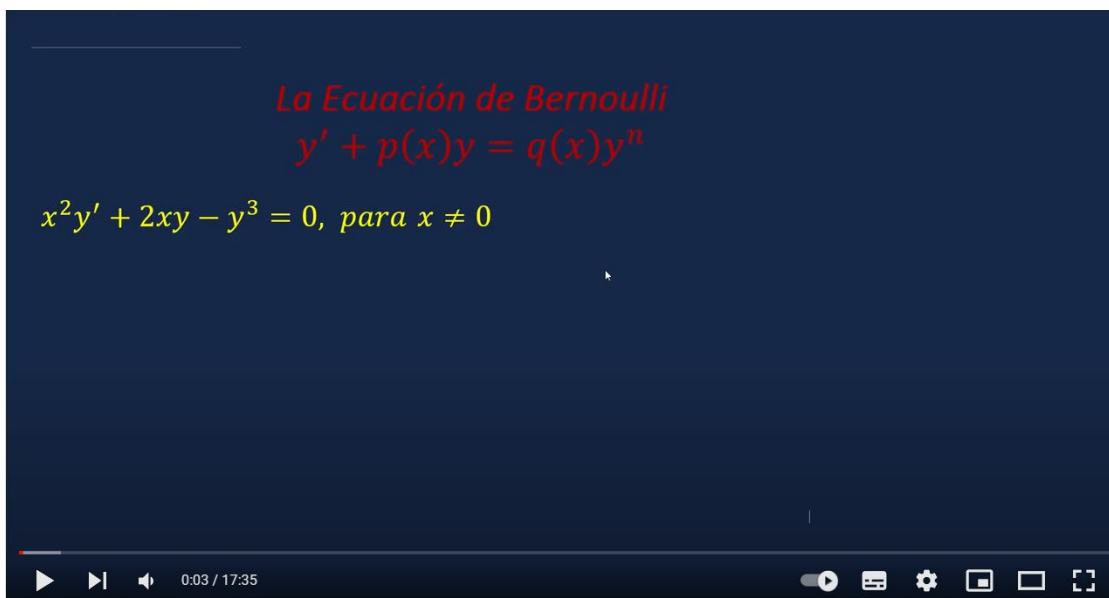 La Ecuación de Bernoulli
y′ + p(x)y = q(x)yⁿ
x²y′ + 2xy − y³ = 0, para x ≠ 0
0:03 / 17:35